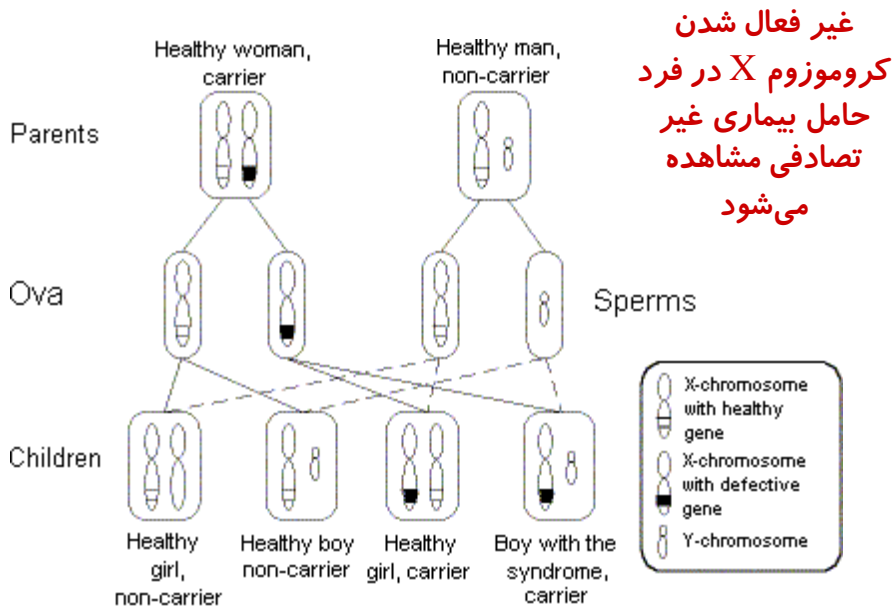 غیر فعال شدن
کروموزوم X در فرد
حامل بیماری غیر
تصادفی مشاهده
می‌شود
Healthy woman,
carrier
Healthy man,
non-carrier
Parents
Ova
Sperms
X-chromosome
with healthy
gene
X-chromosome
with defective
gene
Y-chromosome
Children
Healthy
girl,
non-carrier
Healthy boy
non-carrier
Healthy
girl, carrier
Boy with the
syndrome,
carrier